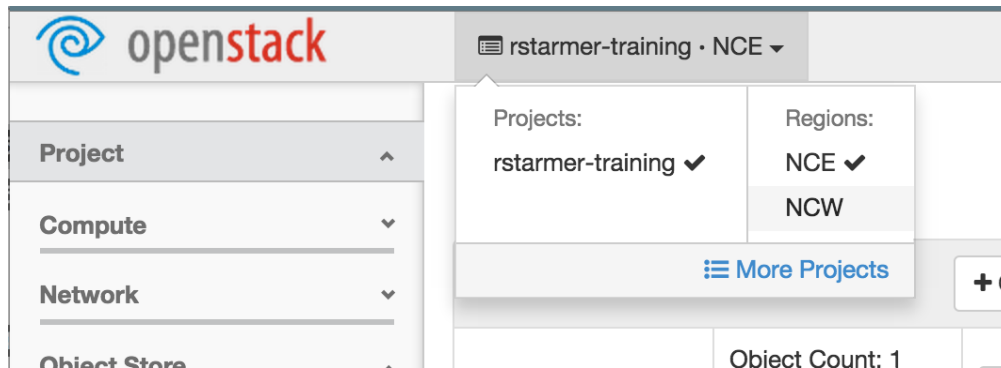 openstack
rstarmer-training · NCE
Projects:
rstarmer-training
Regions:
NCE
NCW
More Projects
Project
Compute
Network
Object Store
Object Count: 1